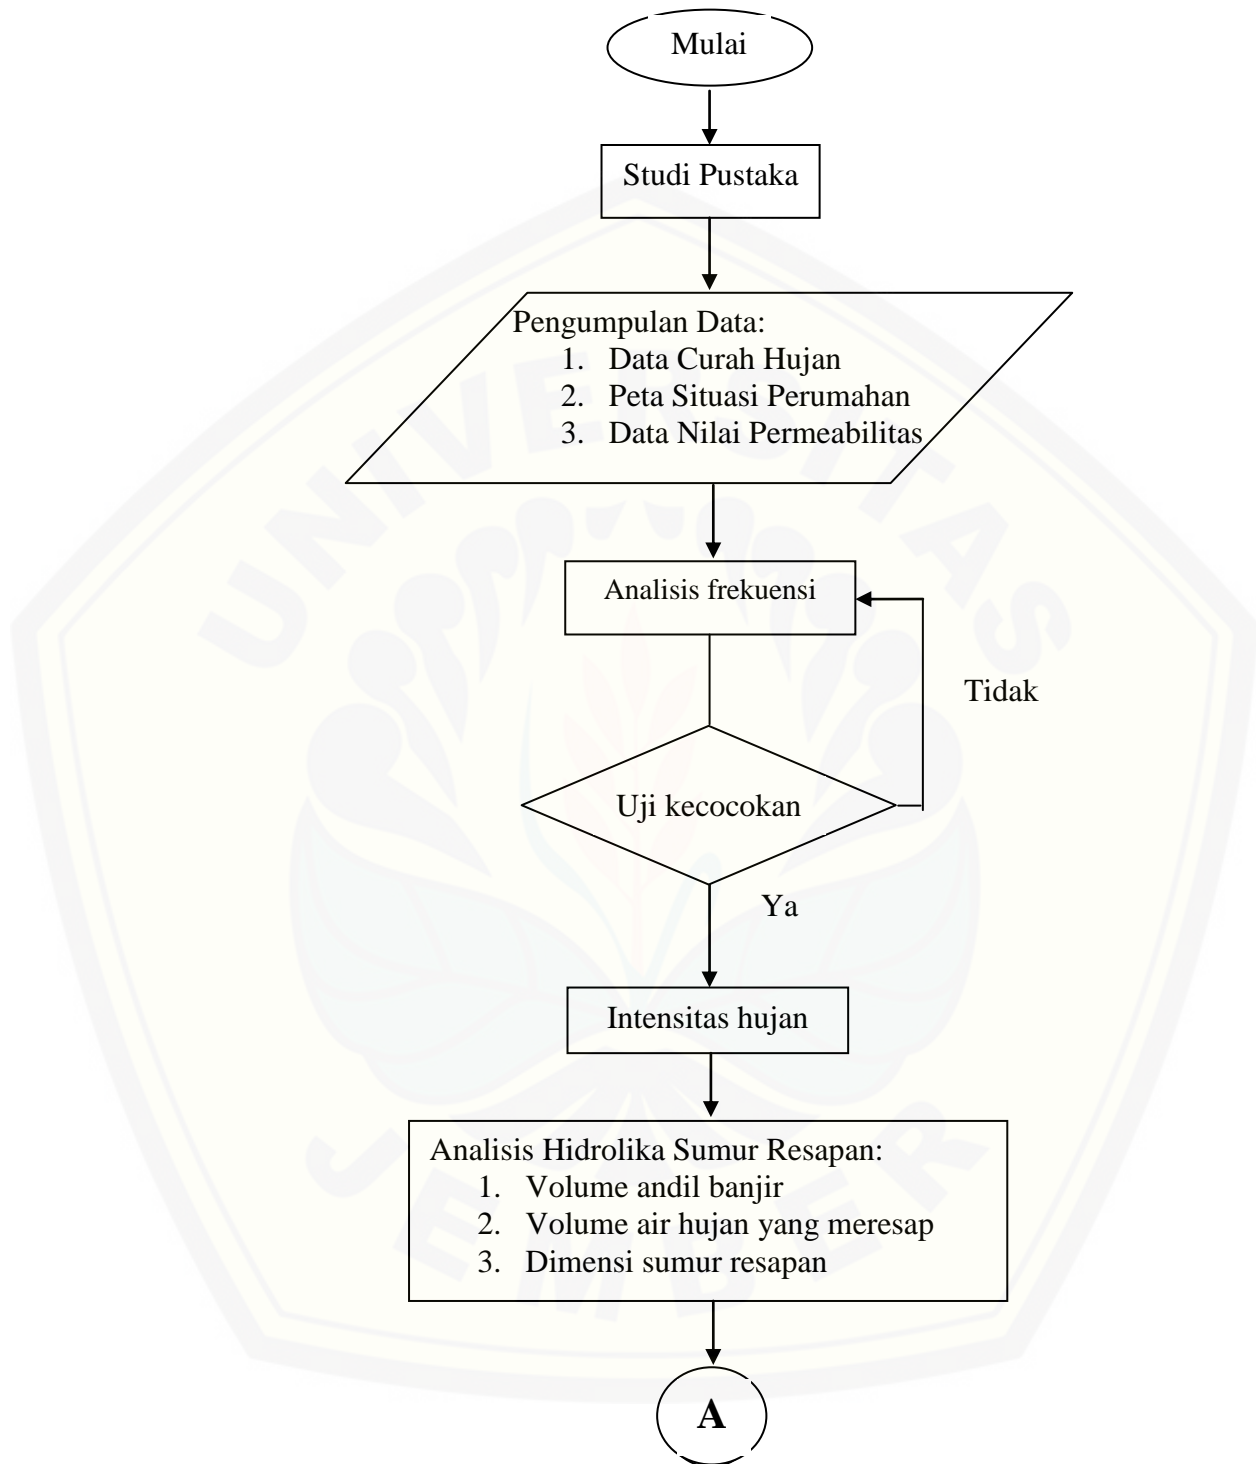 Mulai
Studi Pustaka
Pengumpulan Data:
1. Data Curah Hujan
2. Peta Situasi Perumahan
3. Data Nilai Permeabilitas
Analisis frekuensi
Tidak
Uji kecocokan
Ya
Intensitas hujan
Analisis Hidrolika Sumur Resapan:
1. Volume andil banjir
2. Volume air hujan yang meresap
3. Dimensi sumur resapan
A
UNIVERSITAS
JEMBER